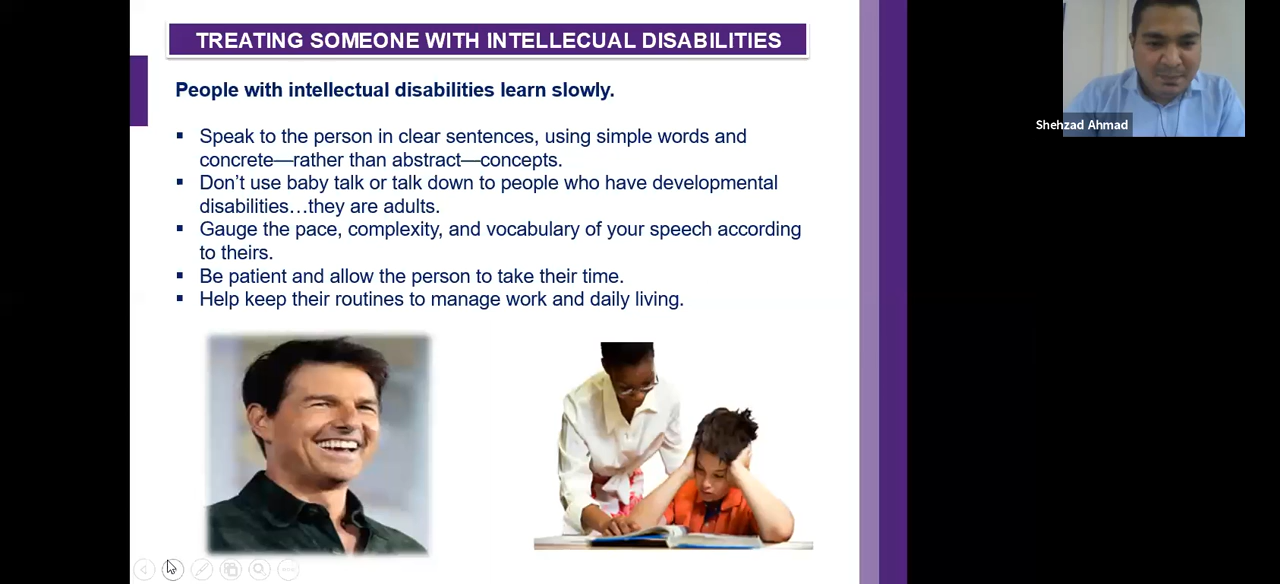 TREATING SOMEONE WITH INTELLECUAL DISABILITIES
People with intellectual disabilities learn slowly.
▪ Speak to the person in clear sentences, using simple words and
concrete—rather than abstract—concepts.
▪ Don’t use baby talk or talk down to people who have developmental
disabilities…they are adults.
▪ Gauge the pace, complexity, and vocabulary of your speech according
to theirs.
▪ Be patient and allow the person to take their time.
▪ Help keep their routines to manage work and daily living.
Shehzad Ahmad